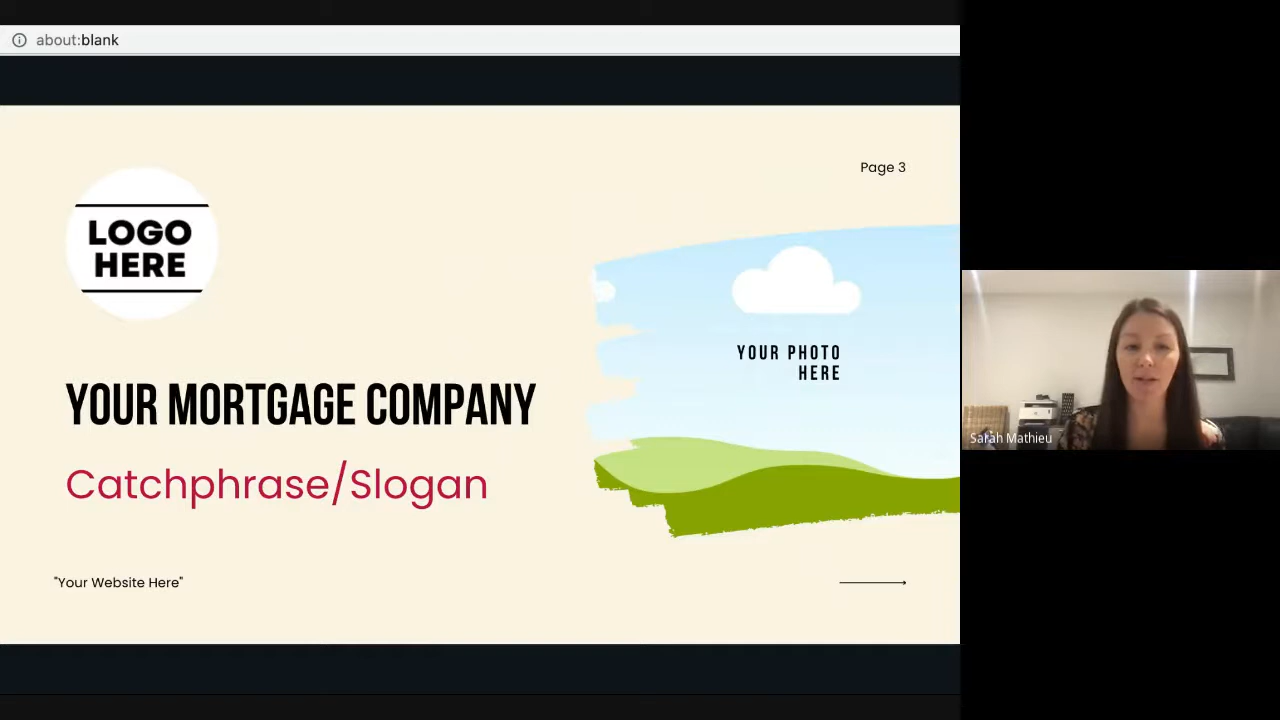 about:blank
Page 3
LOGO
HERE
YOUR PHOTO
HERE
YOUR MORTGAGE COMPANY
Catchphrase/Slogan
"Your Website Here"
Sarah Mathieu